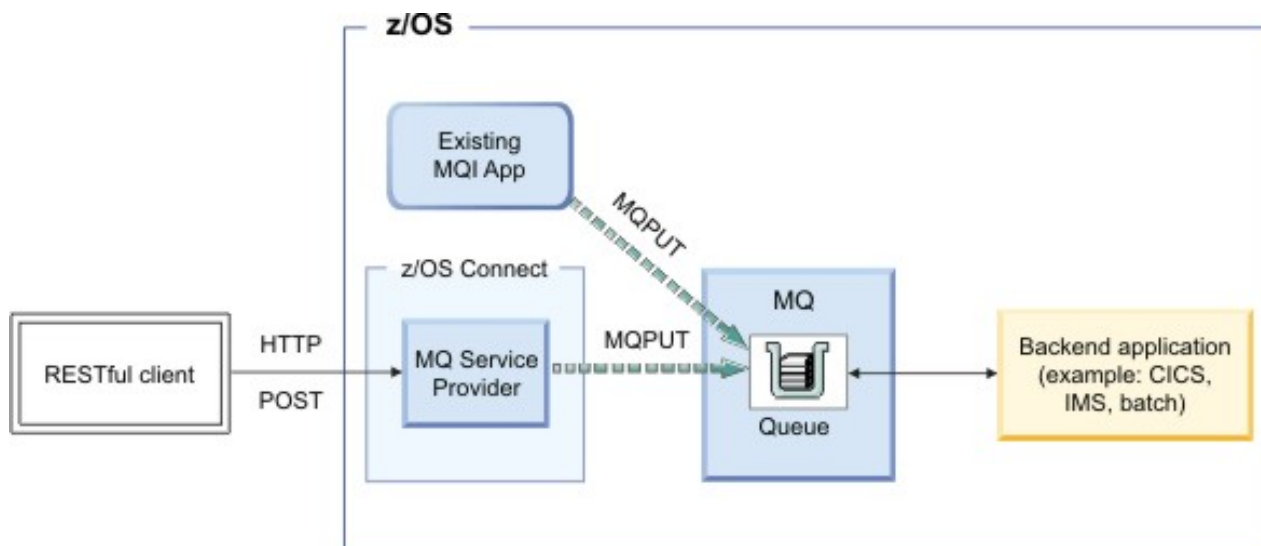 z/OS
Existing
MQI App
MQPUT
z/OS Connect
RESTful client
HTTP
POST
MQ Service
Provider
MQPUT
MQ
Queue
Backend application
(example: CICS,
IMS, batch)